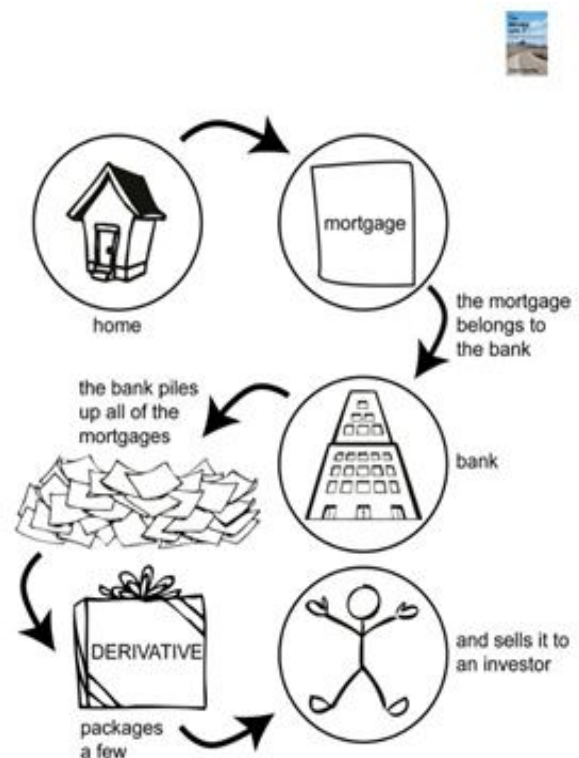 mortgage
home
the mortgage
belongs to
the bank
the bank piles
up all of the
mortgages
bank
DERIVATIVE
packages
a few
and sells it to
an investor